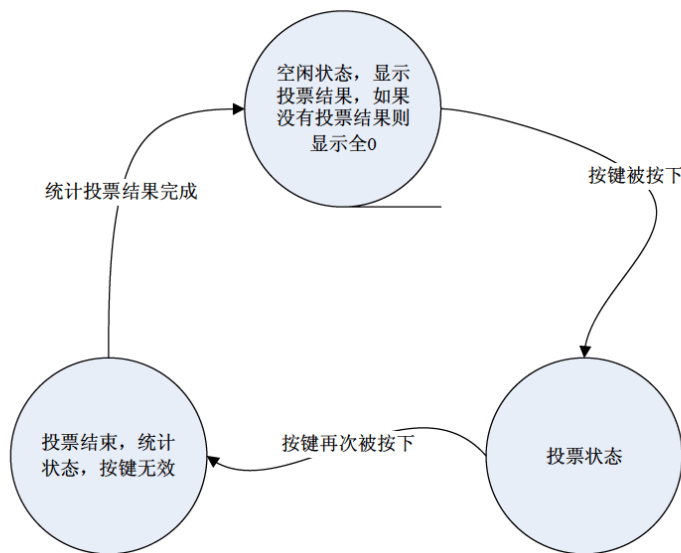 空闲状态，显示
投票结果，如果
没有投票结果则
显示全0
按键被按下
统计投票结果完成
投票结束，统计
状态，按键无效
按键再次被按下
投票状态